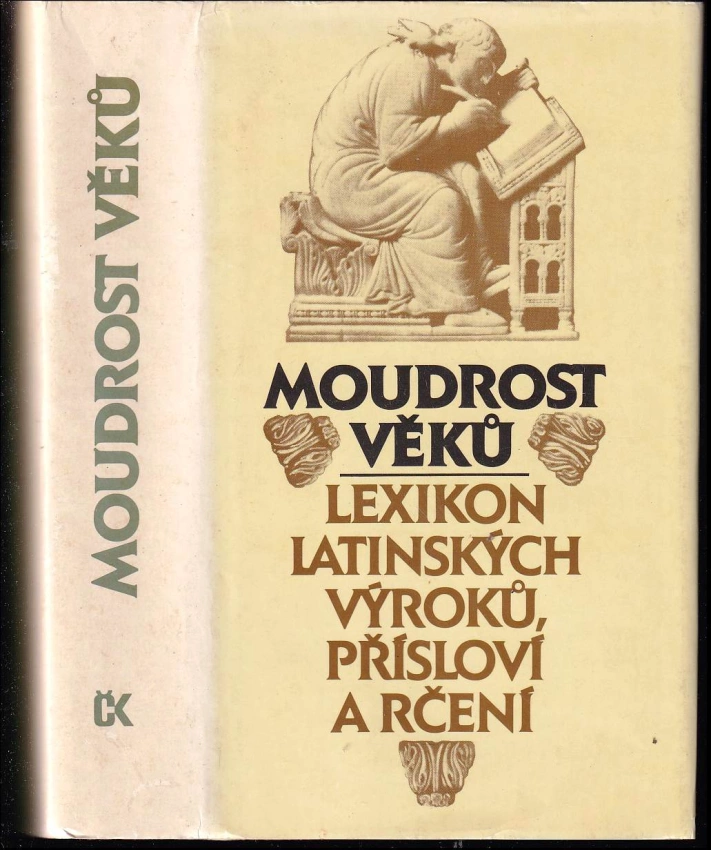 MOUDROST VĚKŮ
ČK
MOUDROST
VĚKŮ
LEXIKON
LATINSKÝCH
VÝROKŮ,
PŘÍSLOVÍ
A RČENÍ